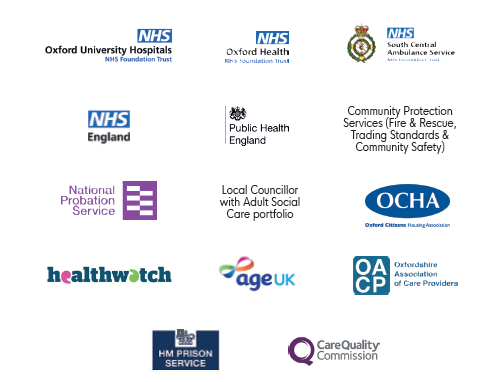 NHS
Oxford University Hospitals
NHS Foundation Trust
NHS
Oxford Health
NHS Foundation Trust
NHS
South Central
Ambulance Service
NHS Foundation Trust
NHS
England
Public Health
England
Community Protection
Services (Fire & Rescue,
Trading Standards &
Community Safety)
National
Probation
Service
Local Councillor
with Adult Social
Care portfolio
OCHA
Oxford Citizens Housing Association
healthwatch
age UK
OA
CP
Oxfordshire
Association
of Care Providers
HM PRISON
SERVICE
CareQuality
Commission